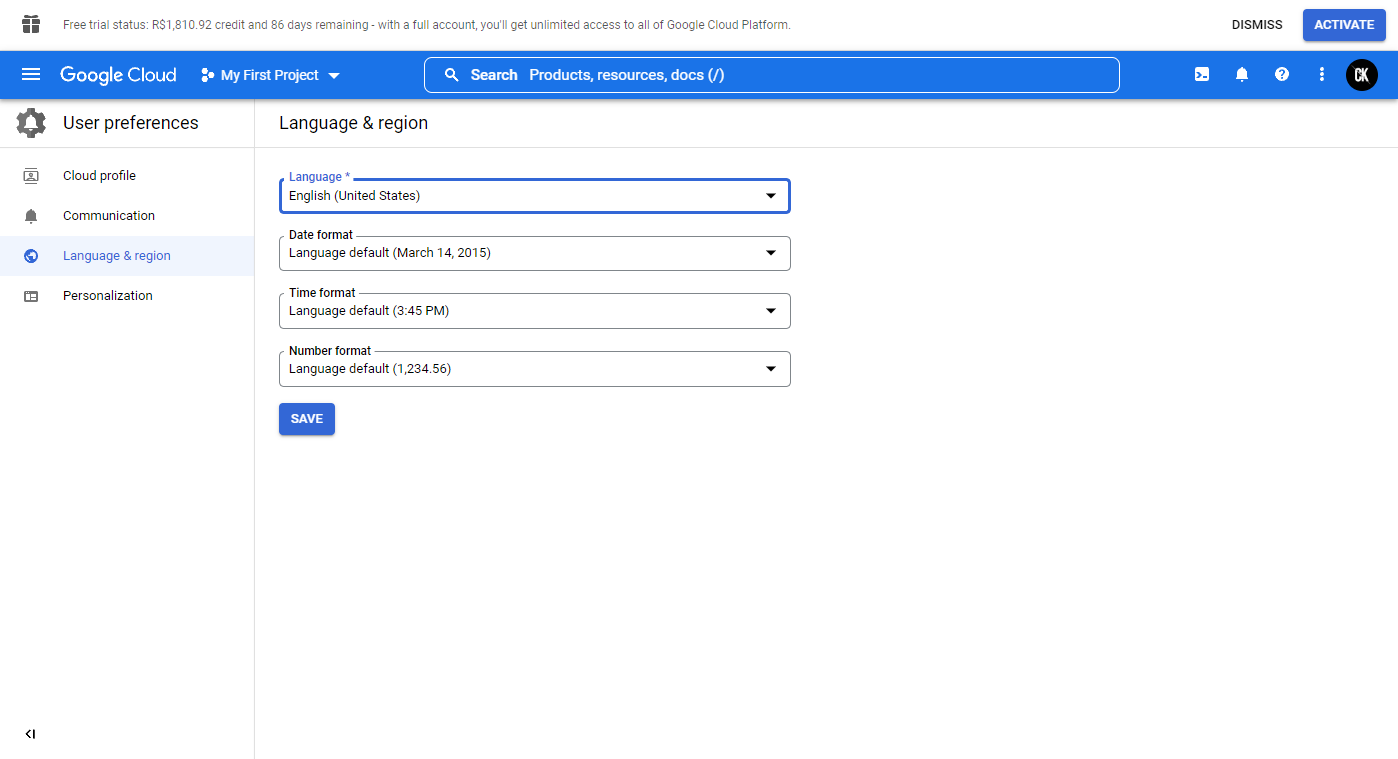 Free trial status: R$1,810.92 credit and 86 days remaining - with a full account, you'll get unlimited access to all of Google Cloud Platform.
DISMISS
ACTIVATE
Google Cloud
My First Project
Search Products, resources, docs (/)
CK
User preferences
Language & region
Cloud profile
Communication
Language & region
Personalization
Language *
English (United States)
Date format
Language default (March 14, 2015)
Time format
Language default (3:45 PM)
Number format
Language default (1,234.56)
SAVE